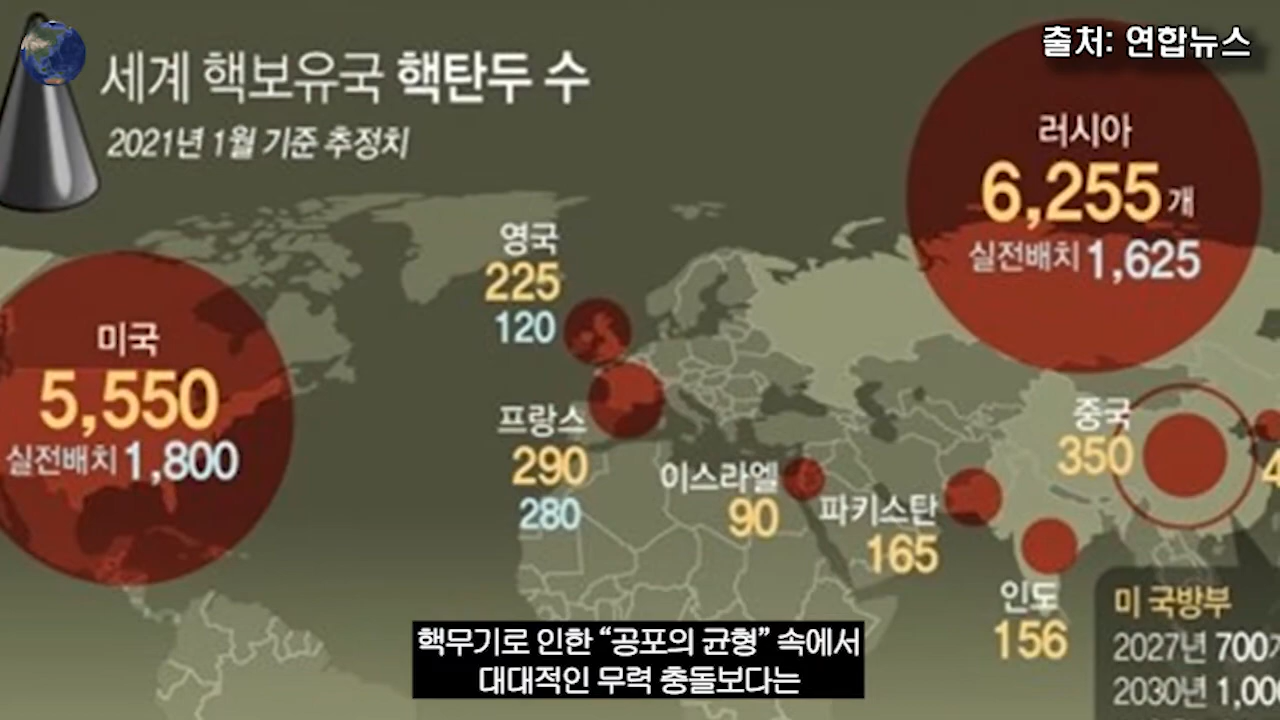 출처: 연합뉴스
세계 핵보유국 핵탄두 수
2021년 1월 기준 추정치
러시아
6,255개
실전배치 1,625
영국
225
120
미국
5,550
실전배치 1,800
프랑스
290
280
이스라엘
90
파키스탄
165
중국
350
4
인도
156
미 국방부
2027년 700
2030년 1,00
핵무기로 인한 “공포의 균형” 속에서
대대적인 무력 충돌보다는